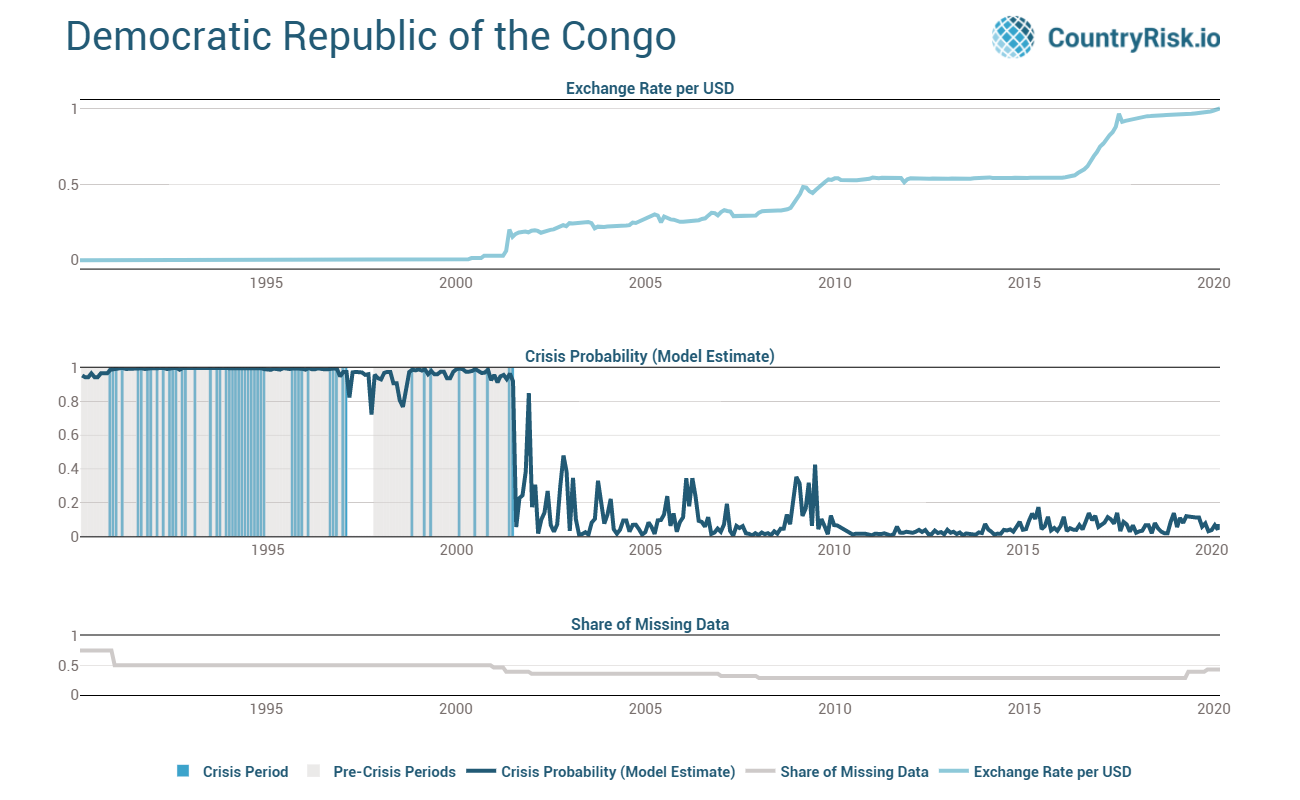 Democratic Republic of the Congo
CountryRisk.io
Exchange Rate per USD
1
0.5
0
1995 2000 2005 2010 2015 2020
Crisis Probability (Model Estimate)
1
0.8
0.6
0.4
0.2
0
1995 2000 2005 2010 2015 2020
Share of Missing Data
1
0.5
0
1995 2000 2005 2010 2015 2020
Crisis Period Pre-Crisis Periods Crisis Probability (Model Estimate) Share of Missing Data Exchange Rate per USD